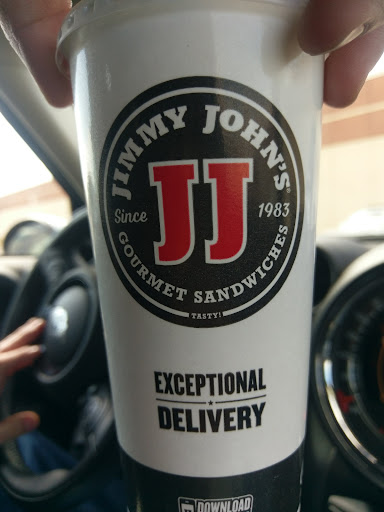 JIMMY JOHN'S®
Since JJ 1983
GOURMET SANDWICHES
TASTY!
EXCEPTIONAL
DELIVERY
DOWNLOAD